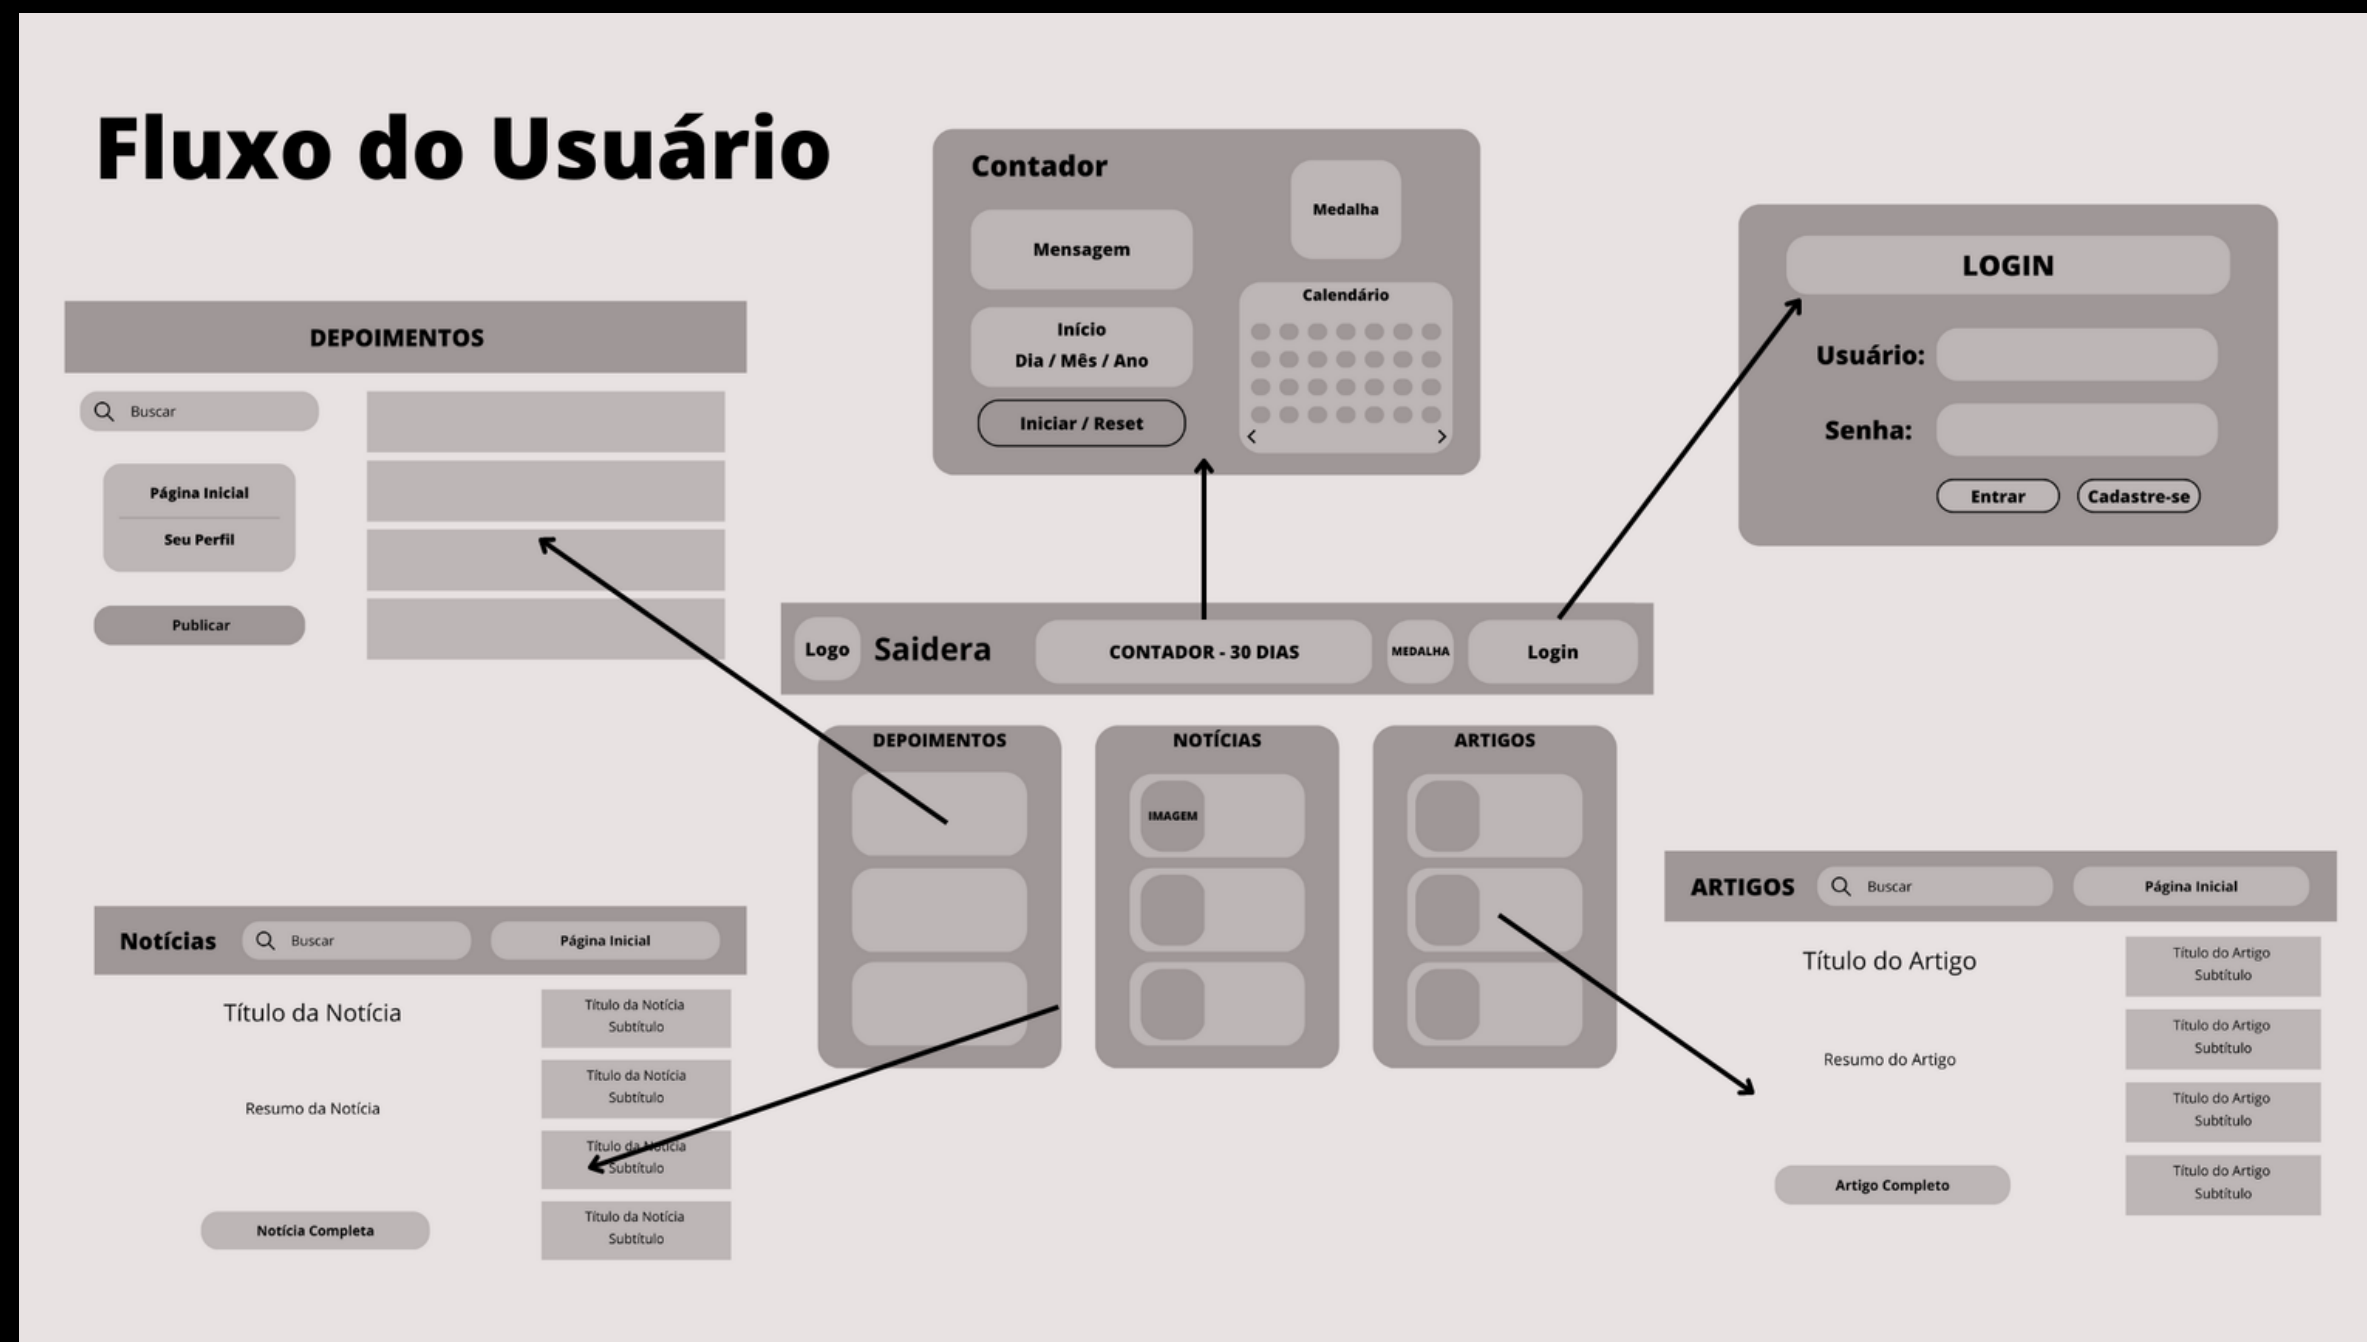 Fluxo do Usuário
Contador
Medalha
Mensagem
Calendário
Início
Dia / Mês / Ano
Iniciar / Reset
LOGIN
Usuário:
Senha:
Entrar
Cadastre-se
DEPOIMENTOS
Buscar
Página Inicial
Seu Perfil
Publicar
Logo
Saidera
CONTADOR - 30 DIAS
MEDALHA
Login
DEPOIMENTOS
NOTÍCIAS
IMAGEM
ARTIGOS
Notícias
Buscar
Página Inicial
Título da Notícia
Resumo da Notícia
Notícia Completa
Título da Notícia
Subtítulo
Título da Notícia
Subtítulo
Título da Notícia
Subtítulo
Título da Notícia
Subtítulo
ARTIGOS
Buscar
Página Inicial
Título do Artigo
Resumo do Artigo
Artigo Completo
Título do Artigo
Subtítulo
Título do Artigo
Subtítulo
Título do Artigo
Subtítulo
Título do Artigo
Subtítulo